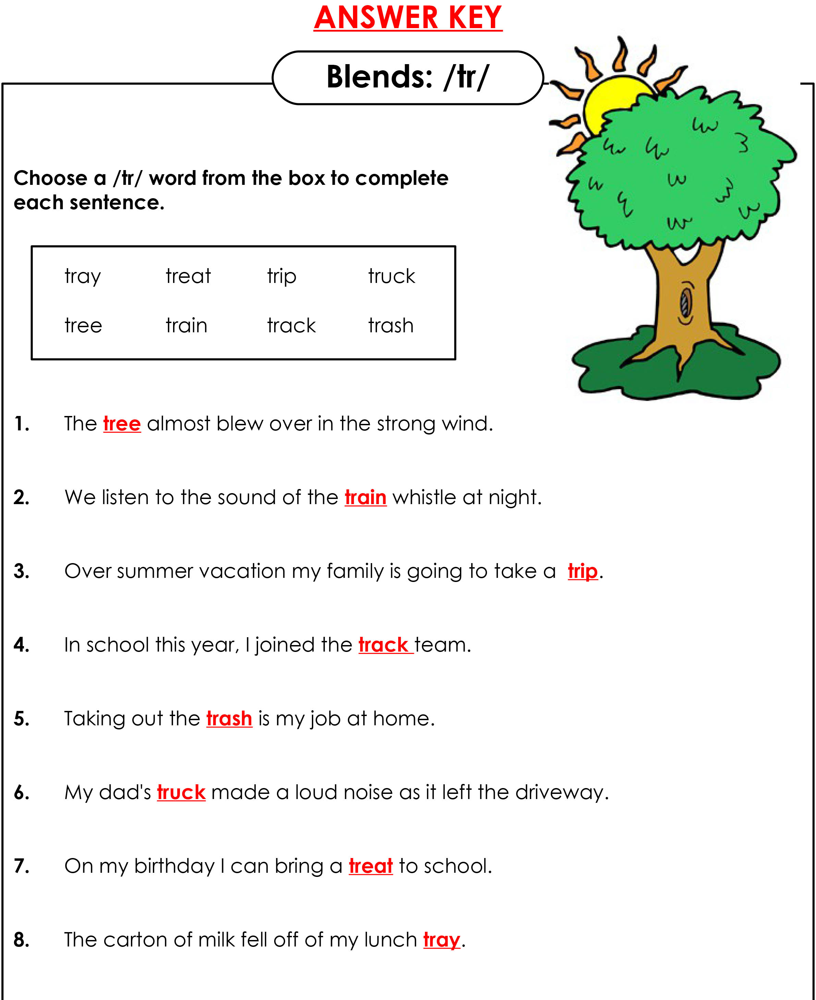 ANSWER KEY
Blends: /tr/
Choose a /tr/ word from the box to complete
each sentence.
tray treat trip truck
tree train track trash
1. The tree almost blew over in the strong wind.
2. We listen to the sound of the train whistle at night.
3. Over summer vacation my family is going to take a trip.
4. In school this year, I joined the track team.
5. Taking out the trash is my job at home.
6. My dad's truck made a loud noise as it left the driveway.
7. On my birthday I can bring a treat to school.
8. The carton of milk fell off of my lunch tray.